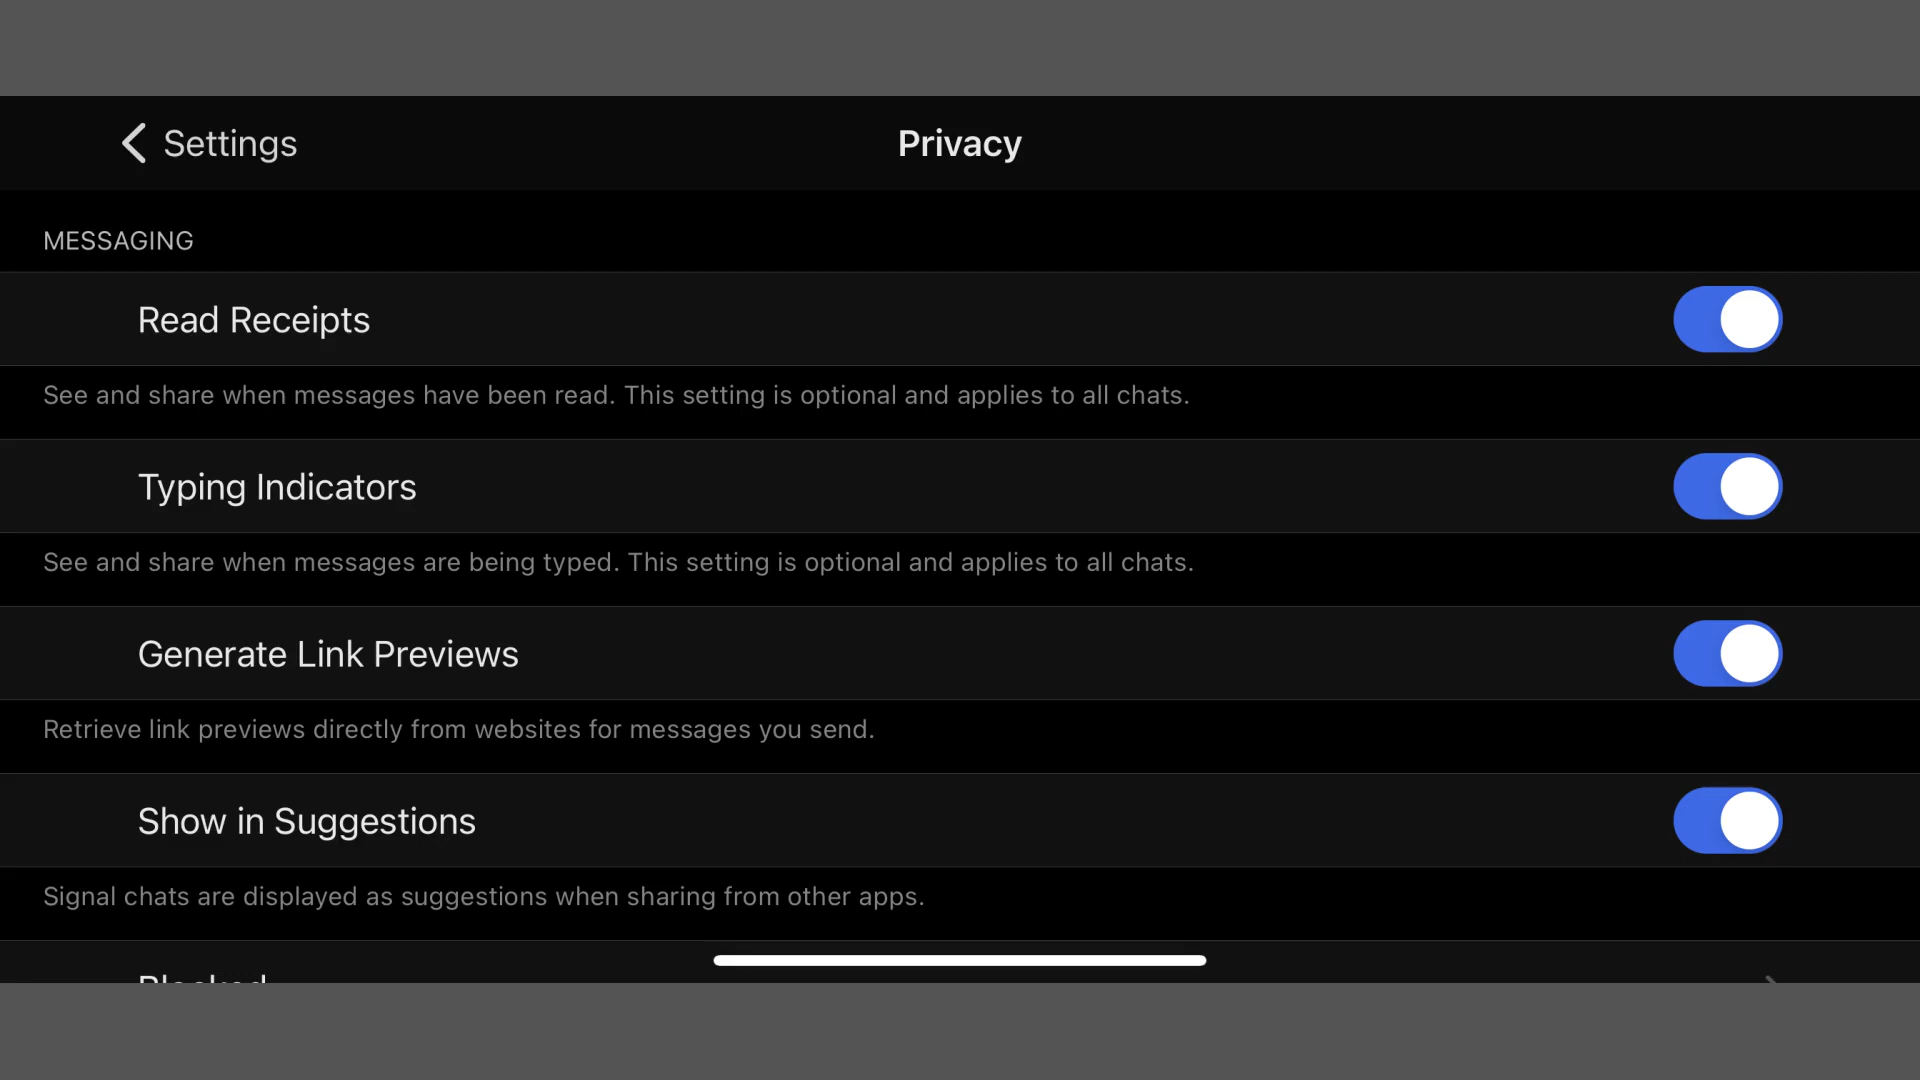 Settings
Privacy
MESSAGING
Read Receipts
See and share when messages have been read. This setting is optional and applies to all chats.
Typing Indicators
See and share when messages are being typed. This setting is optional and applies to all chats.
Generate Link Previews
Retrieve link previews directly from websites for messages you send.
Show in Suggestions
Signal chats are displayed as suggestions when sharing from other apps.
Blocked